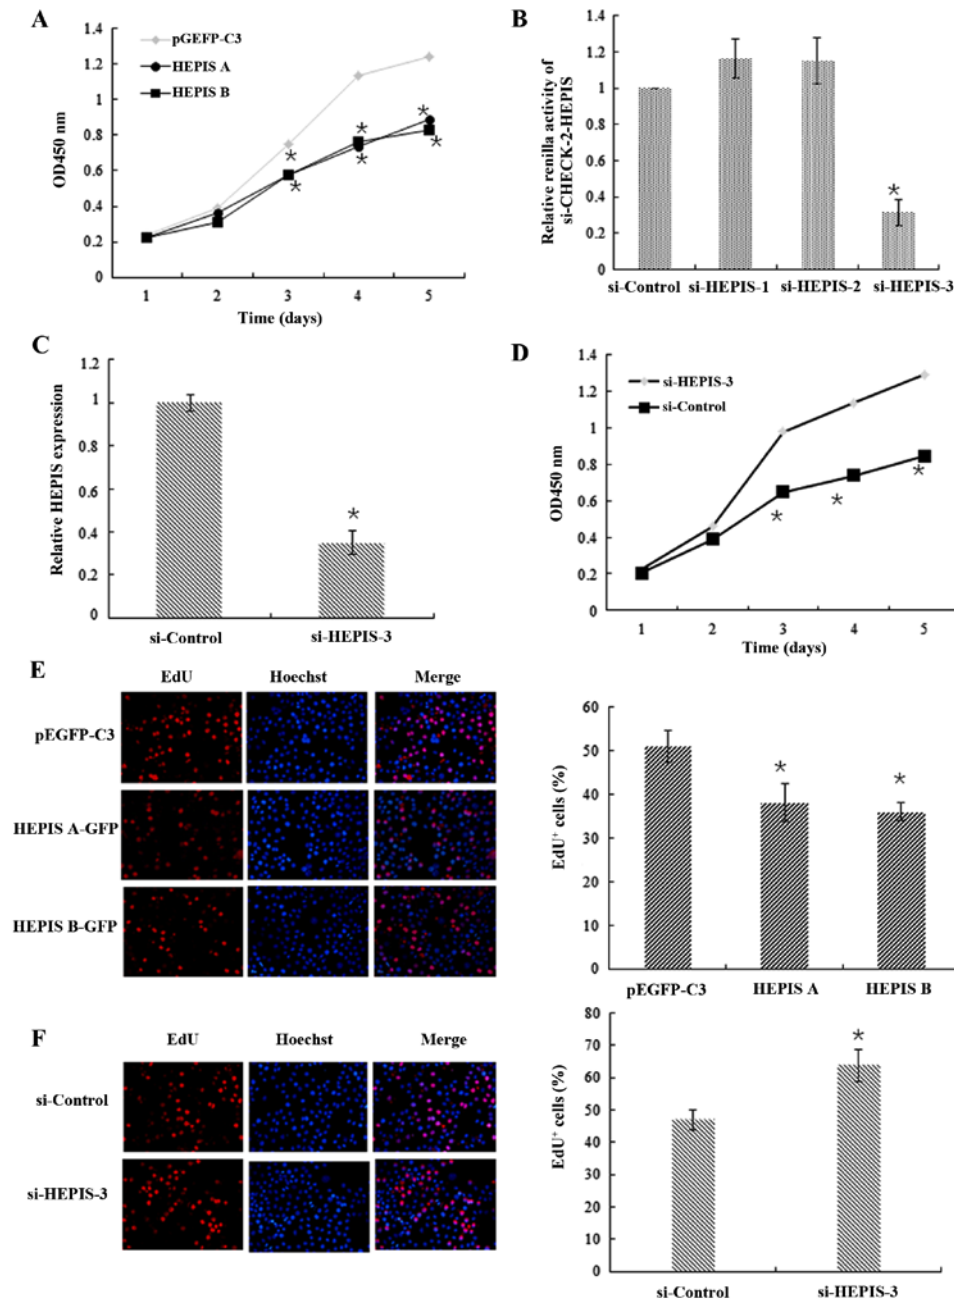 A
1.4
1.2
1
0.8
0.6
0.4
0.2
0
OD450 nm
pGEFP-C3
HEPIS A
HEPIS B
*
*
*
*
*
*
1 2 3 4 5
Time (days)
B
1.6
1.2
0.8
0.4
0
Relative renilla activity of
si-CHECK-2-HEPIS
*
si-Control si-HEPIS-1 si-HEPIS-2 si-HEPIS-3
C
1.2
1
0.8
0.6
0.4
0.2
0
Relative HEPIS expression
*
si-Control si-HEPIS-3
D
1.4
1.2
1
0.8
0.6
0.4
0.2
0
OD450 nm
si-HEPIS-3
si-Control
*
*
*
1 2 3 4 5
Time (days)
E
EdU Hoechst Merge
pEGFP-C3
HEPIS A-GFP
HEPIS B-GFP
60
50
40
30
20
10
0
EdU⁺ cells (%)
*
*
pEGFP-C3 HEPIS A HEPIS B
F
EdU Hoechst Merge
si-Control
si-HEPIS-3
80
70
60
50
40
30
20
10
0
EdU⁺ cells (%)
*
si-Control si-HEPIS-3